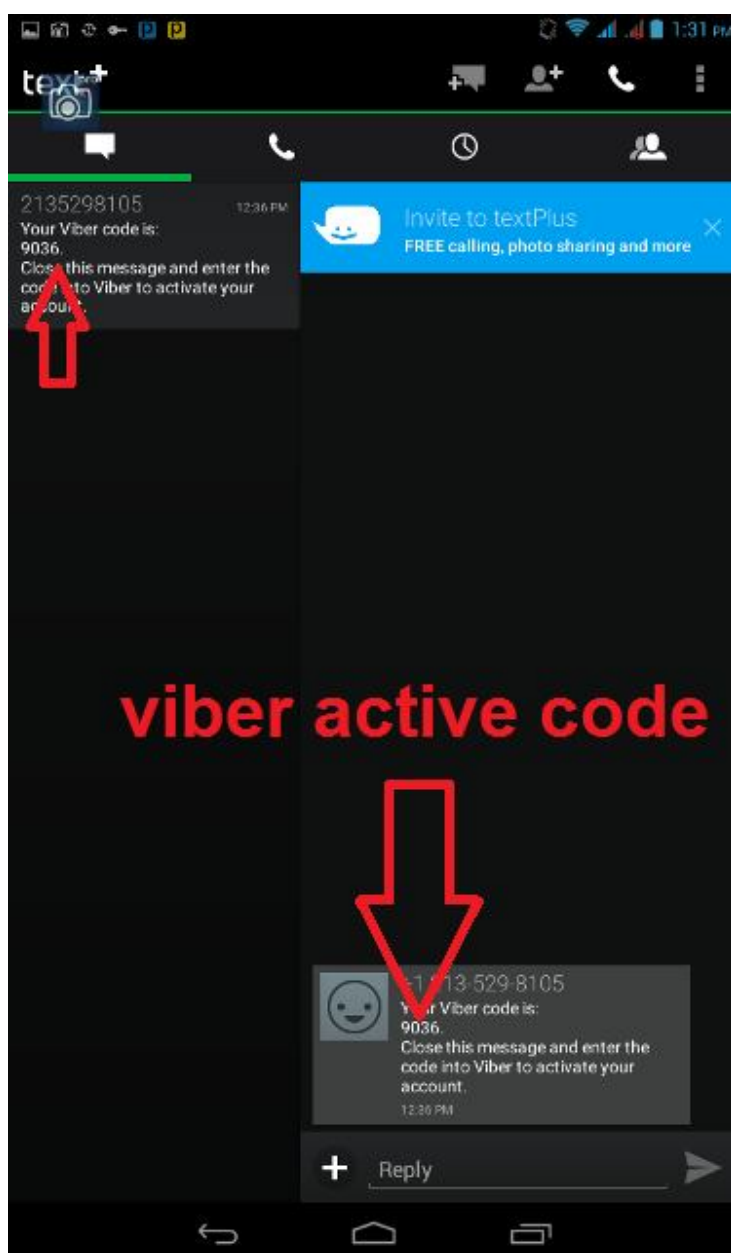 1:31 PM
text+
2135298105 12:36 PM
Your Viber code is:
9036.
Close this message and enter the
code into Viber to activate your
account.
Invite to textPlus
FREE calling, photo sharing and more
viber active code
+1 213-529-8105
Your Viber code is:
9036.
Close this message and enter the
code into Viber to activate your
account.
12:36 PM
Reply